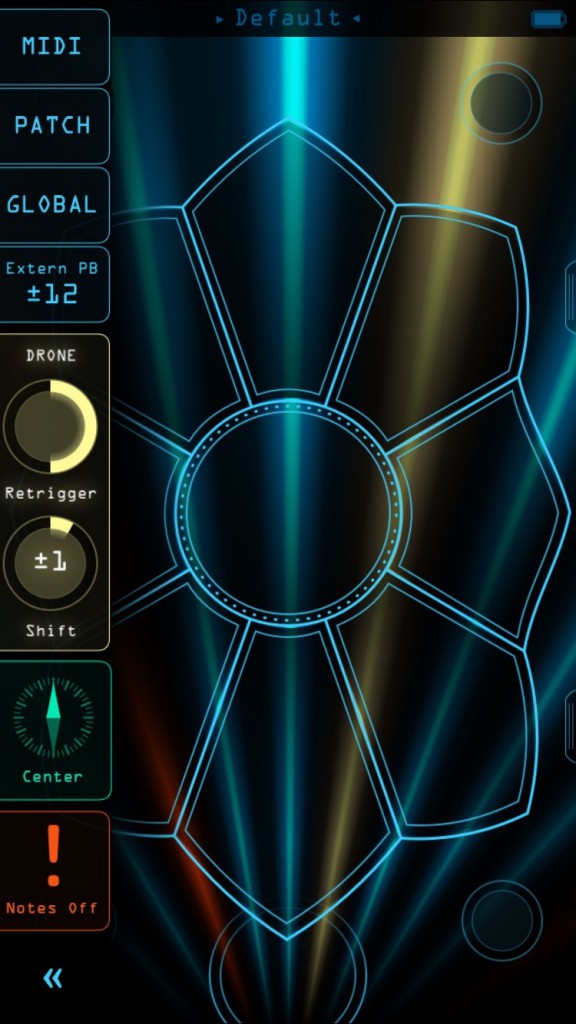 ▸ Default ◂
MIDI
PATCH
GLOBAL
Extern PB
±12
DRONE
Retrigger
±1
Shift
Center
!
Notes Off
«